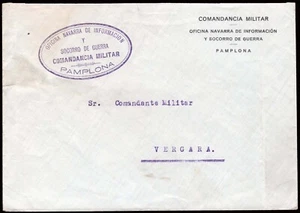 COMANDANCIA MILITAR
OFICINA NAVARRA DE INFORMACIÓN
Y SOCORRO DE GUERRA
PAMPLONA
OFICINA NAVARRA DE INFORMACION
Y
SOCORRO DE GUERRA
COMANDANCIA MILITAR
PAMPLONA
Sr. Comandante Militar
VERGARA.